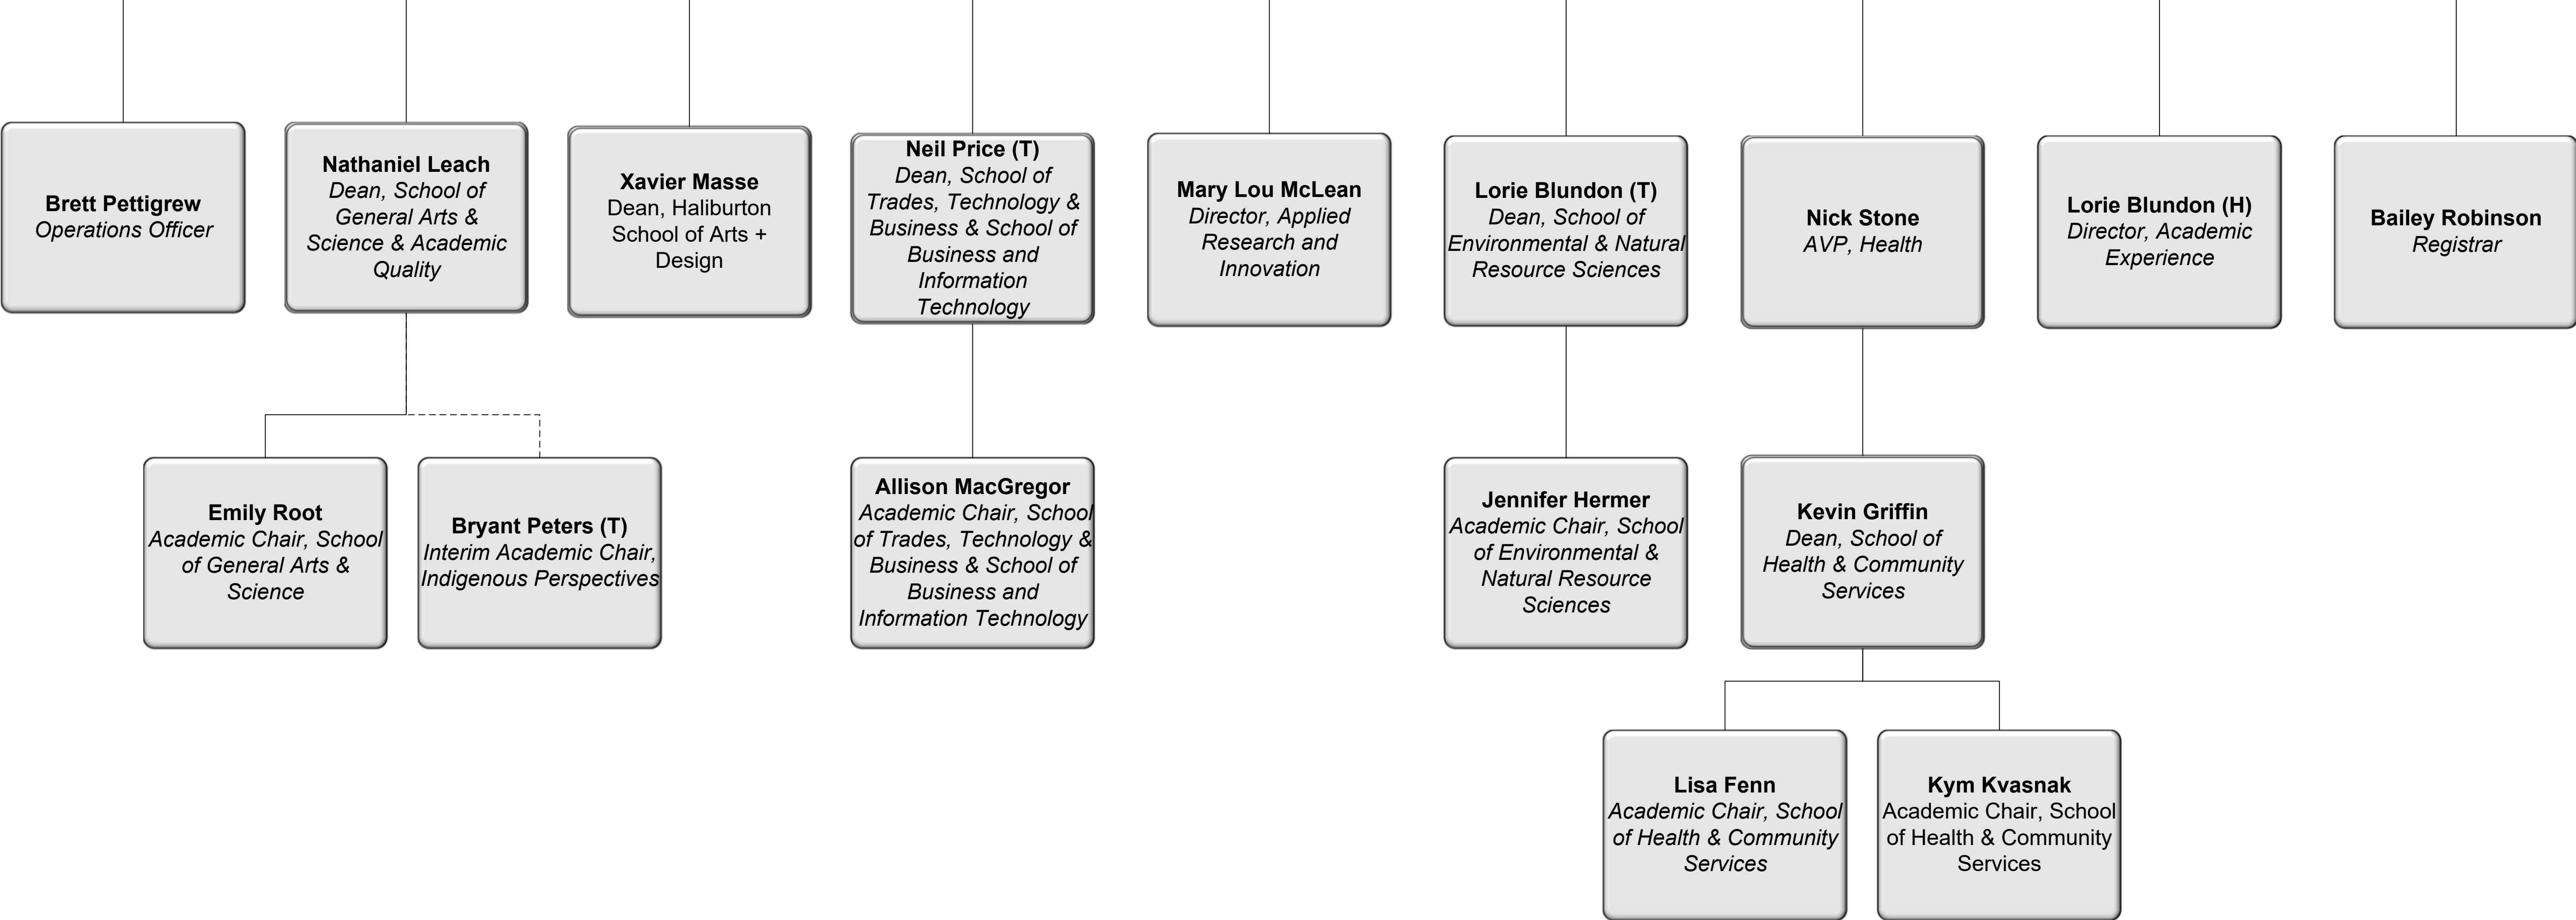 Brett Pettigrew
Operations Officer
Nathaniel Leach
Dean, School of
General Arts &
Science & Academic
Quality
Xavier Masse
Dean, Haliburton
School of Arts +
Design
Neil Price (T)
Dean, School of
Trades, Technology &
Business & School of
Business and
Information
Technology
Mary Lou McLean
Director, Applied
Research and
Innovation
Lorie Blundon (T)
Dean, School of
Environmental & Natural
Resource Sciences
Nick Stone
AVP, Health
Lorie Blundon (H)
Director, Academic
Experience
Bailey Robinson
Registrar
Emily Root
Academic Chair, School
of General Arts &
Science
Bryant Peters (T)
Interim Academic Chair,
Indigenous Perspectives
Allison MacGregor
Academic Chair, School
of Trades, Technology &
Business & School of
Business and
Information Technology
Jennifer Hermer
Academic Chair, School
of Environmental &
Natural Resource
Sciences
Kevin Griffin
Dean, School of
Health & Community
Services
Lisa Fenn
Academic Chair, School
of Health & Community
Services
Kym Kvasnak
Academic Chair, School
of Health & Community
Services